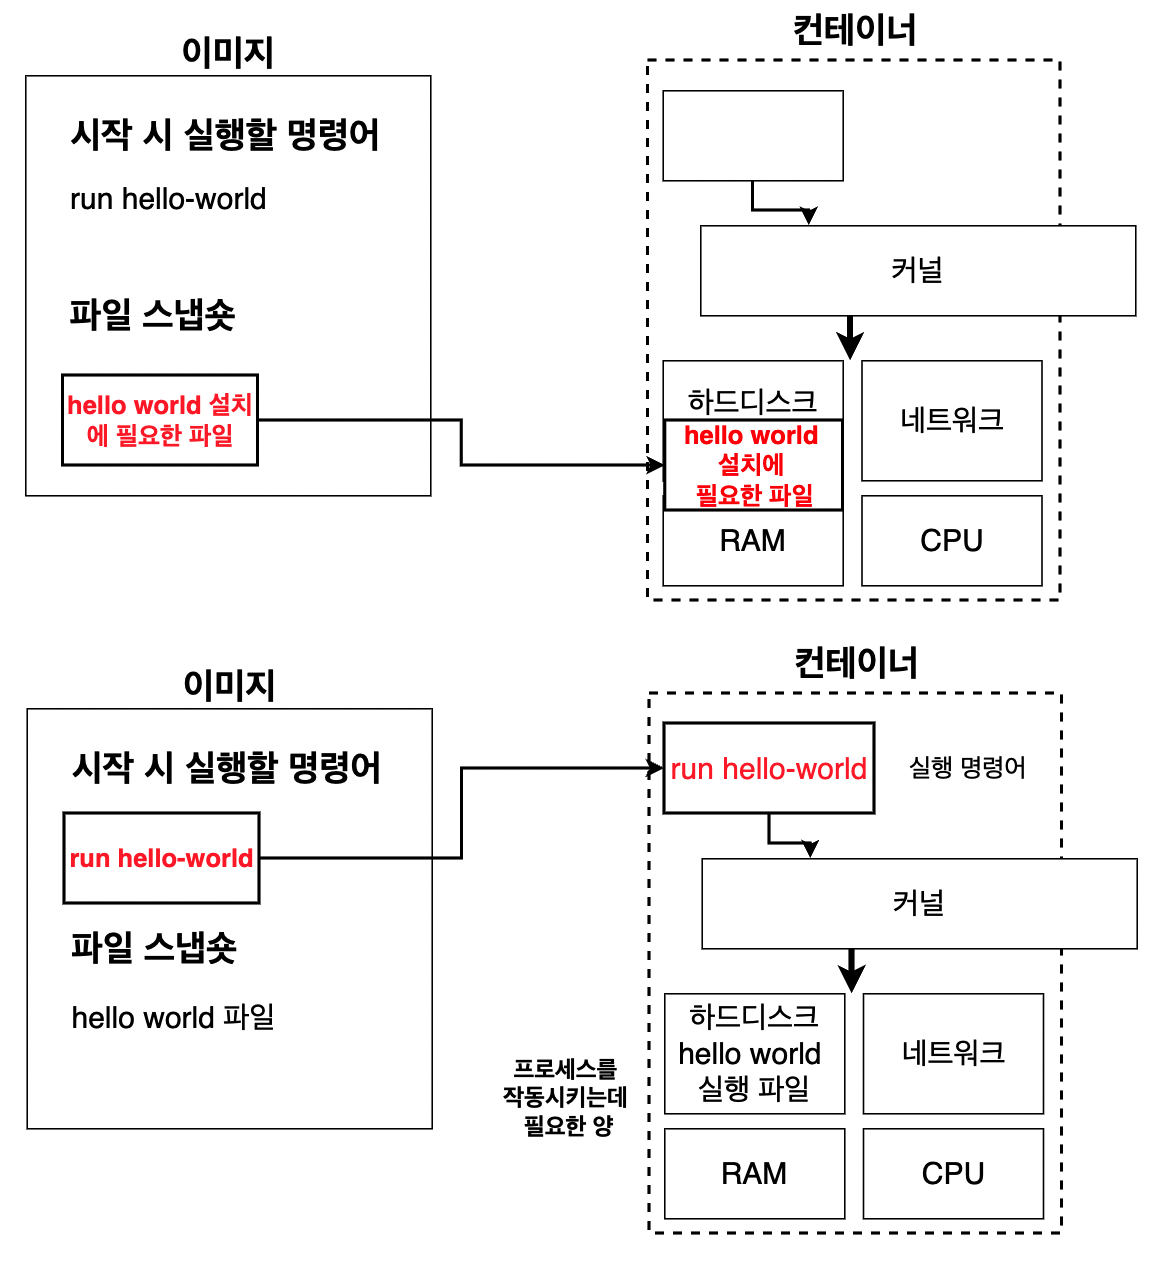 이미지
시작 시 실행할 명령어
run hello-world
파일 스냅숏
hello world 설치
에 필요한 파일
컨테이너
커널
하드디스크
hello world
설치에
필요한 파일
네트워크
RAM
CPU
이미지
시작 시 실행할 명령어
run hello-world
파일 스냅숏
hello world 파일
컨테이너
run hello-world
실행 명령어
커널
하드디스크
hello world
실행 파일
네트워크
프로세스를
작동시키는데
필요한 양
RAM
CPU